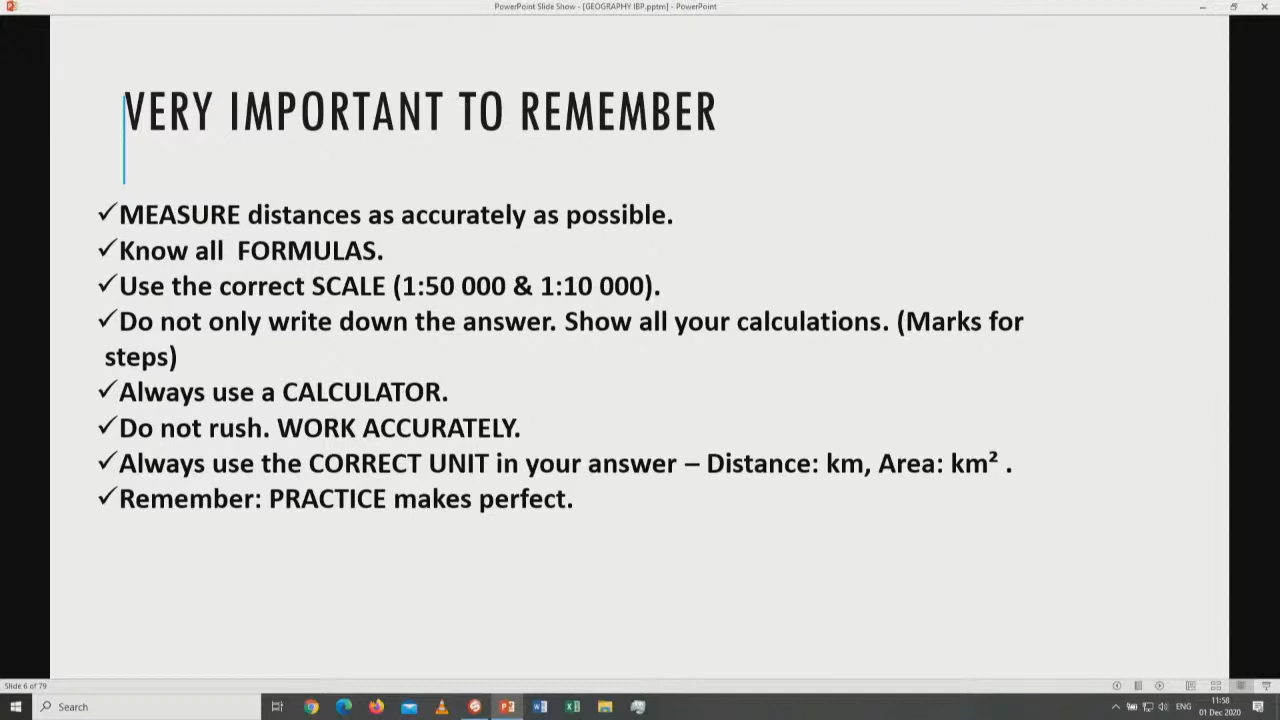 PowerPoint Slide Show - [GEOGRAPHY IBP.pptm] - PowerPoint
VERY IMPORTANT TO REMEMBER
✓MEASURE distances as accurately as possible.
✓Know all  FORMULAS.
✓Use the correct SCALE (1:50 000 & 1:10 000).
✓Do not only write down the answer. Show all your calculations. (Marks for
steps)
✓Always use a CALCULATOR.
✓Do not rush. WORK ACCURATELY.
✓Always use the CORRECT UNIT in your answer – Distance: km, Area: km² .
✓Remember: PRACTICE makes perfect.
Slide 6 of 79
Search
ENG
11:58
01 Dec 2020